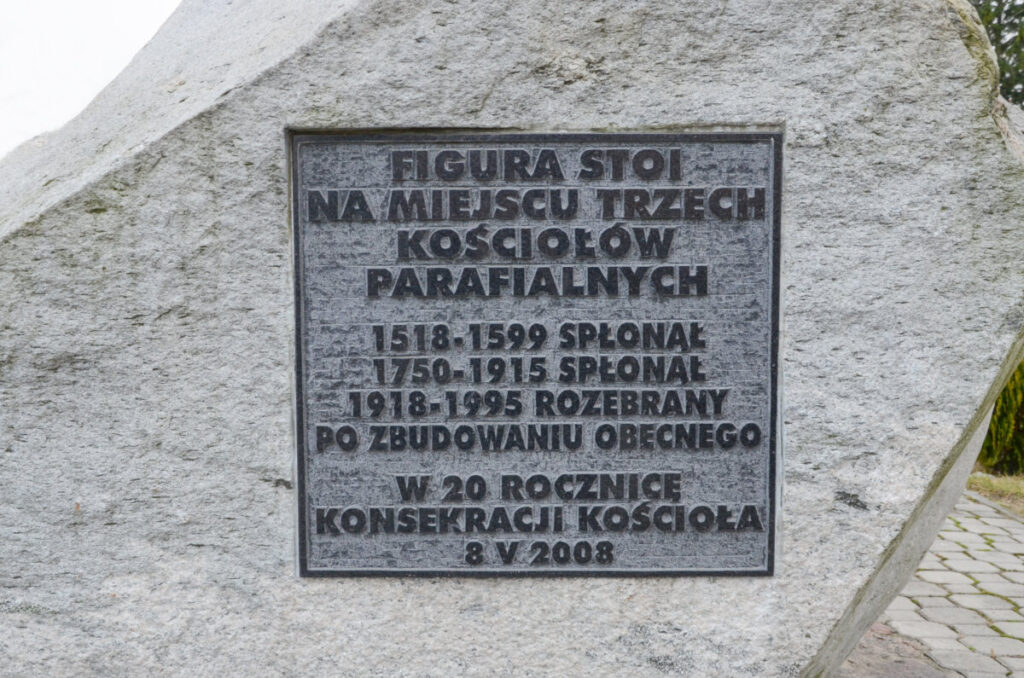 FIGURA STOI
NA MIEJSCU TRZECH
KOŚCIOŁÓW
PARAFIALNYCH
1518-1599 SPŁONĄŁ
1750-1915 SPŁONĄŁ
1918-1995 ROZEBRANY
PO ZBUDOWANIU OBECNEGO
W 20 ROCZNICĘ
KONSEKRACJI KOŚCIOŁA
8 V 2008